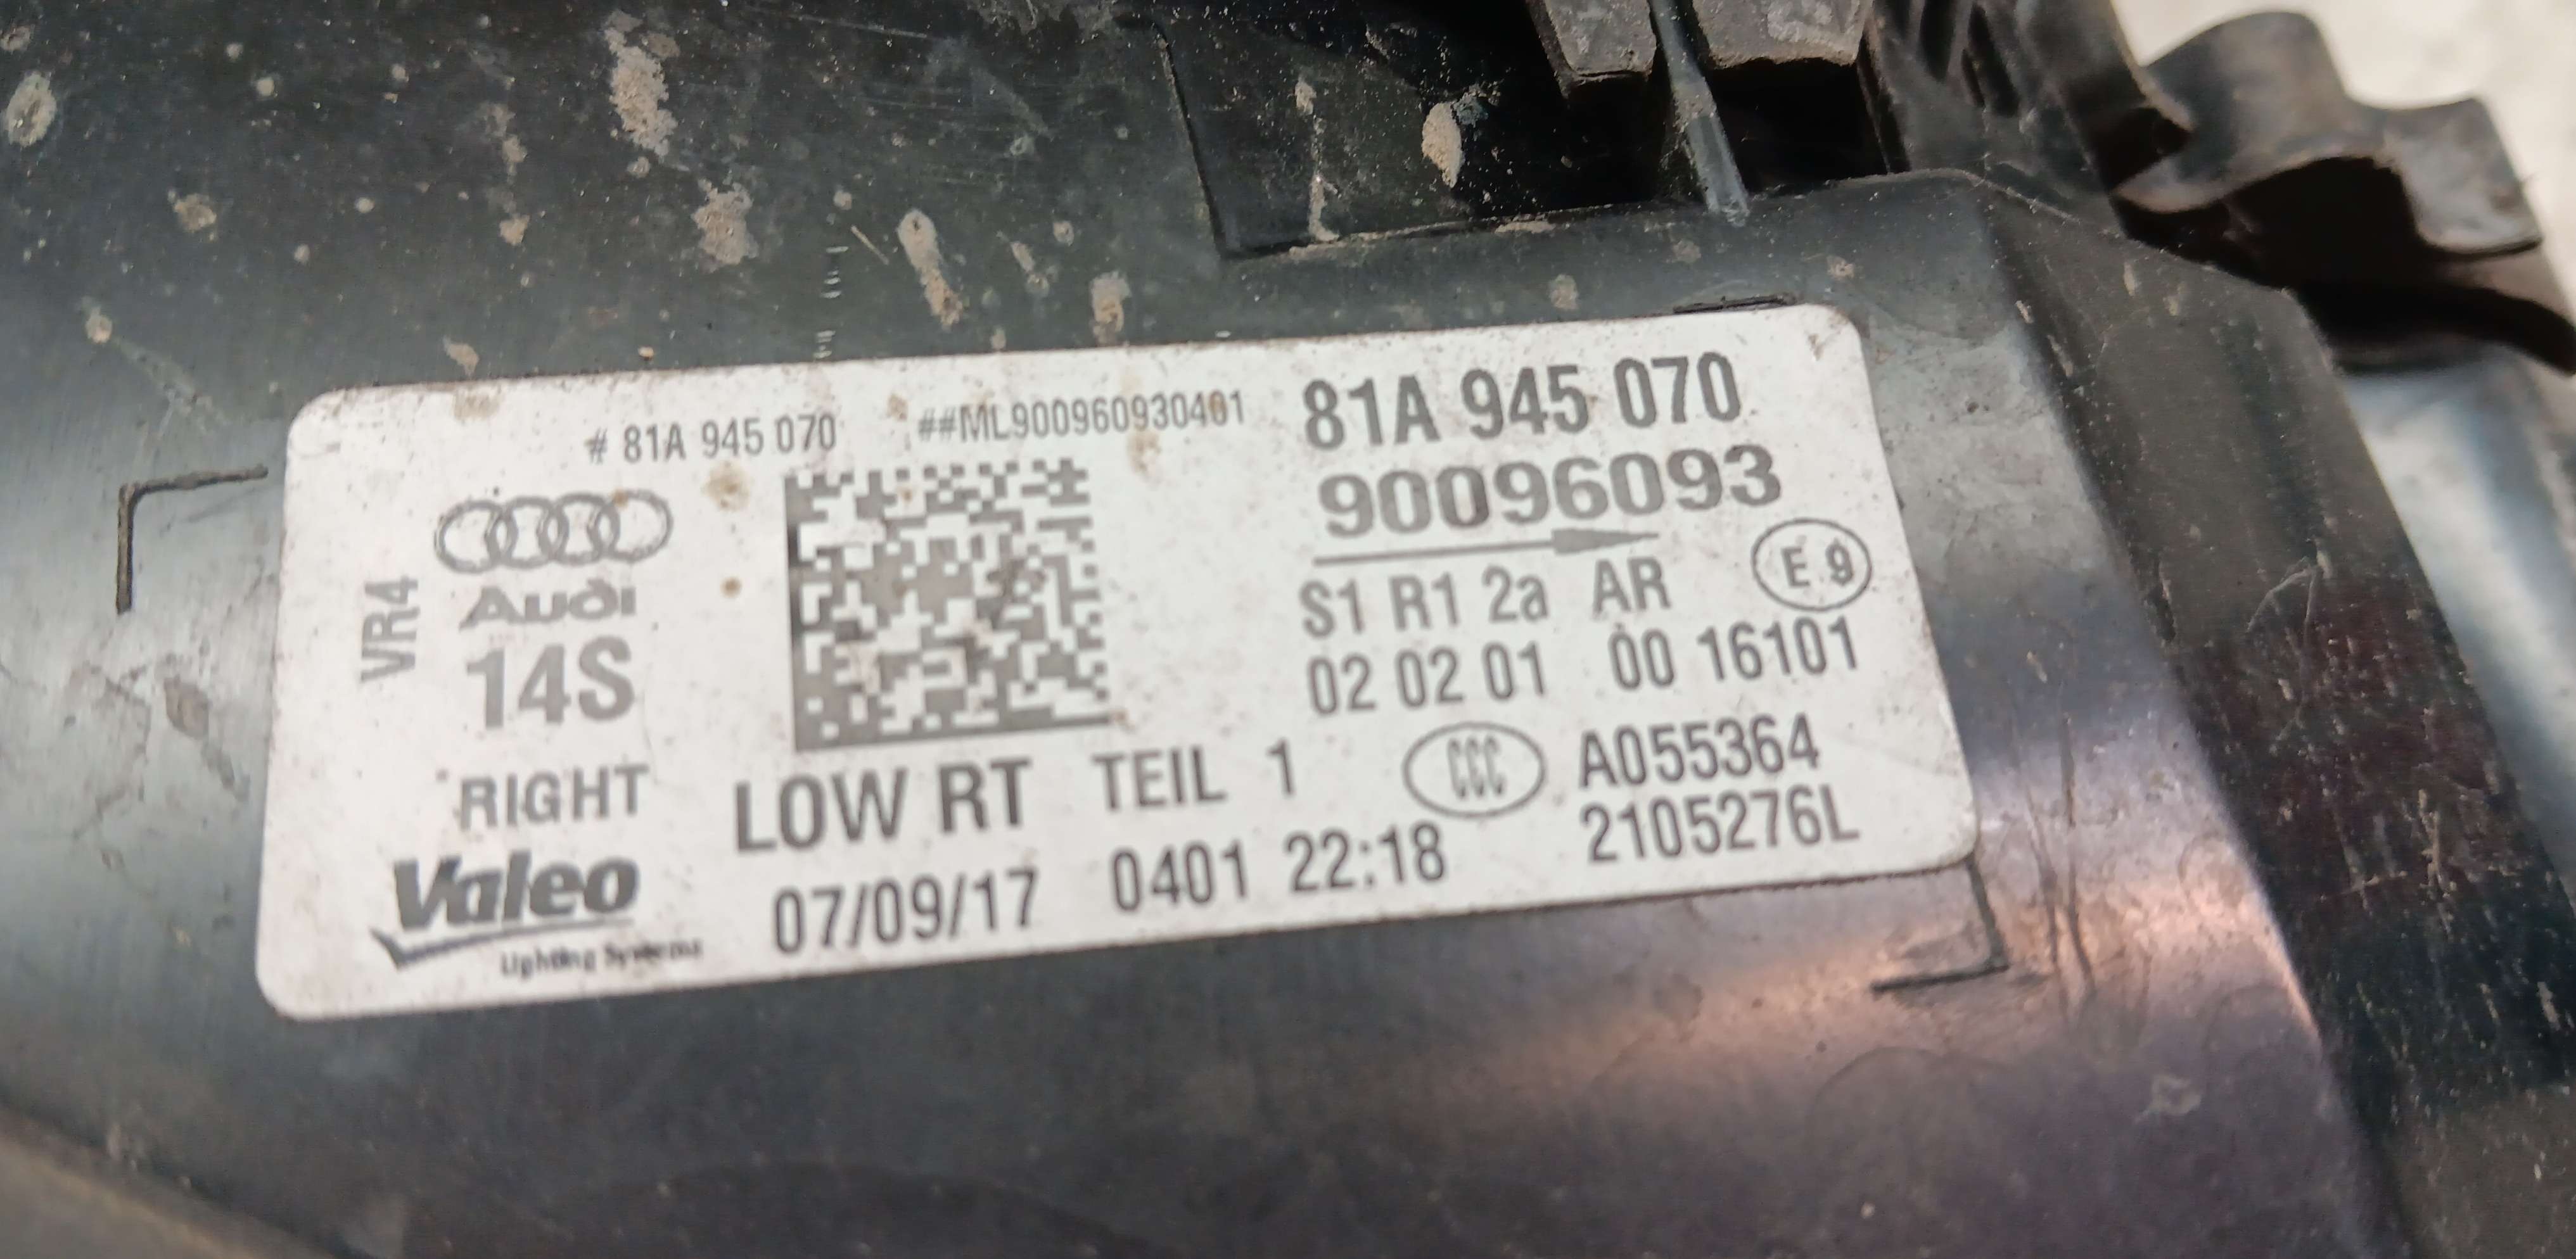 # 81A 945 070 ##ML900960930401
81A 945 070
90096093
VR4
Audi
14S
S1 R1 2a AR E 9
02 02 01 00 16101
RIGHT
LOW RT TEIL 1
CCC A055364
2105276L
Valeo
Lighting Systems
07/09/17 0401 22:18